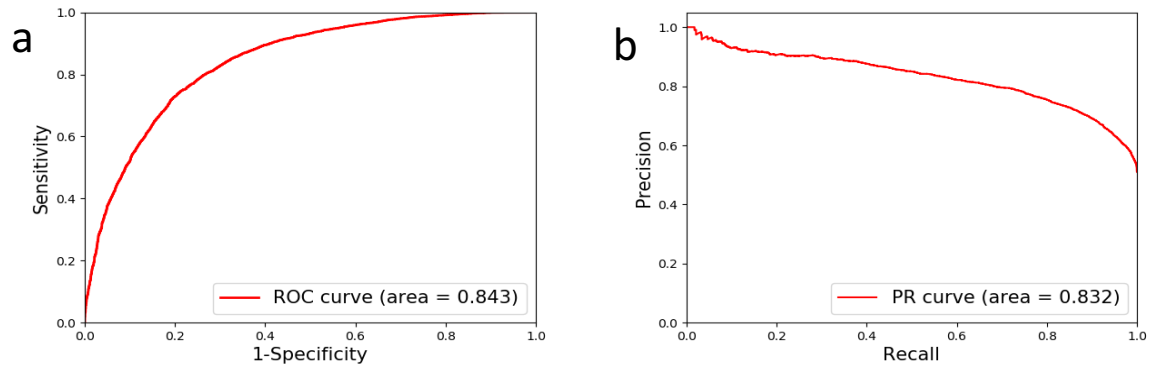 a
Sensitivity
1.0
0.8
0.6
0.4
0.2
0.0
ROC curve (area = 0.843)
0.0 0.2 0.4 0.6 0.8 1.0
1-Specificity
b
Precision
1.0
0.8
0.6
0.4
0.2
0.0
PR curve (area = 0.832)
0.0 0.2 0.4 0.6 0.8 1.0
Recall